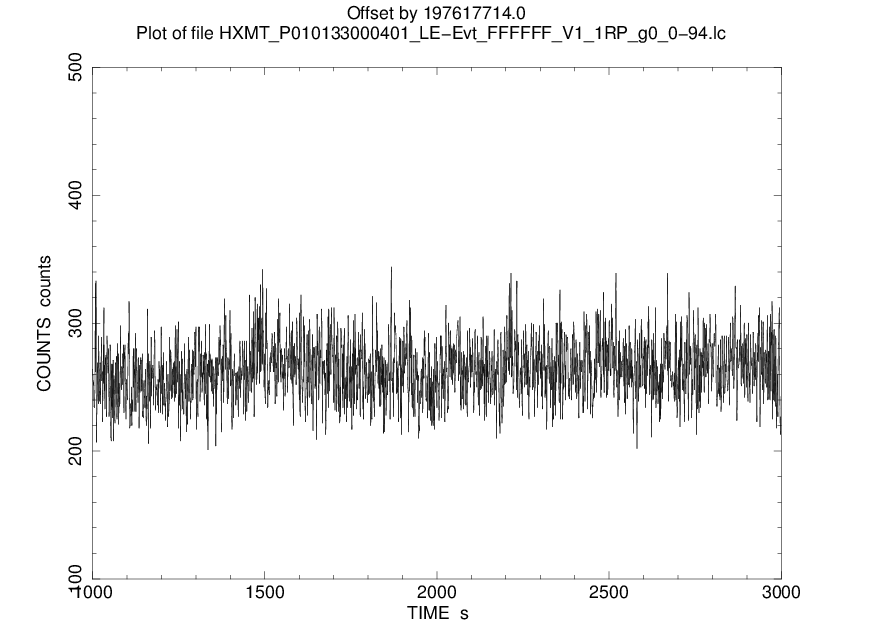 Offset by 197617714.0
Plot of file HXMT_P010133000401_LE−Evt_FFFFFF_V1_1RP_g0_0−94.lc
500
400
300
200
100
COUNTS counts
1000 1500 2000 2500 3000
TIME s